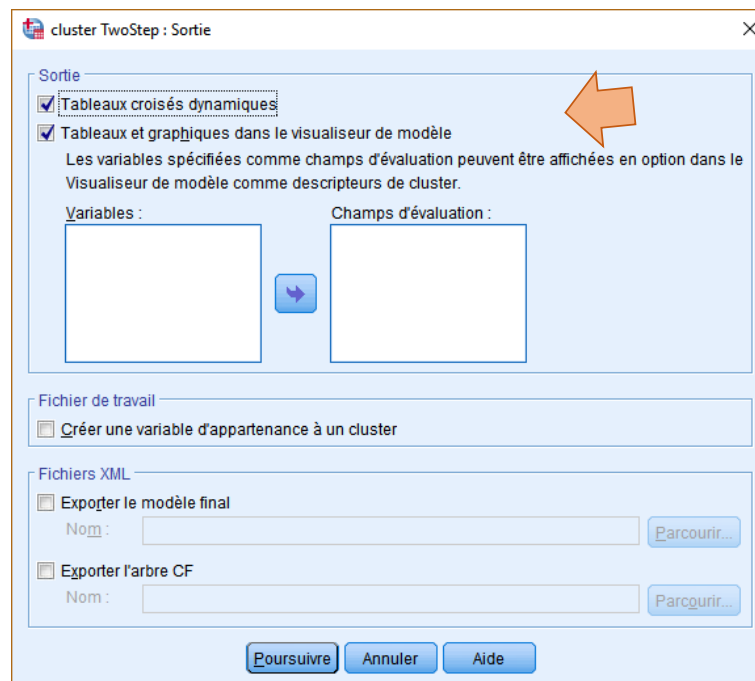 cluster TwoStep : Sortie
Sortie
Tableaux croisés dynamiques
Tableaux et graphiques dans le visualiseur de modèle
Les variables spécifiées comme champs d'évaluation peuvent être affichées en option dans le
Visualiseur de modèle comme descripteurs de cluster.
Variables :
Champs d'évaluation :
Fichier de travail
Créer une variable d'appartenance à un cluster
Fichiers XML
Exporter le modèle final
Nom :
Parcourir...
Exporter l'arbre CF
Nom :
Parcourir...
Poursuivre
Annuler
Aide